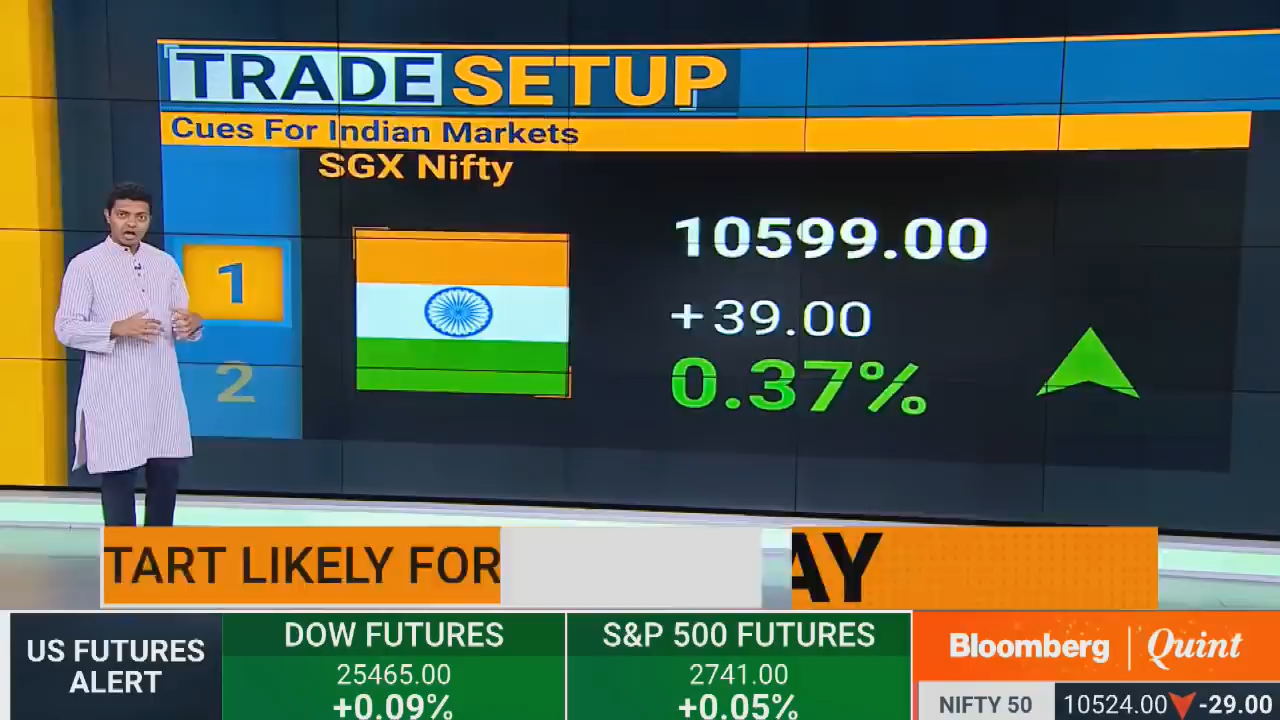 TRADE SETUP
Cues For Indian Markets
SGX Nifty
1
10599.00
+39.00
2
0.37%
TART LIKELY FOR
AY
US FUTURES
ALERT
DOW FUTURES
25465.00
+0.09%
S&P 500 FUTURES
2741.00
+0.05%
Bloomberg | Quint
NIFTY 50
10524.00
-29.00